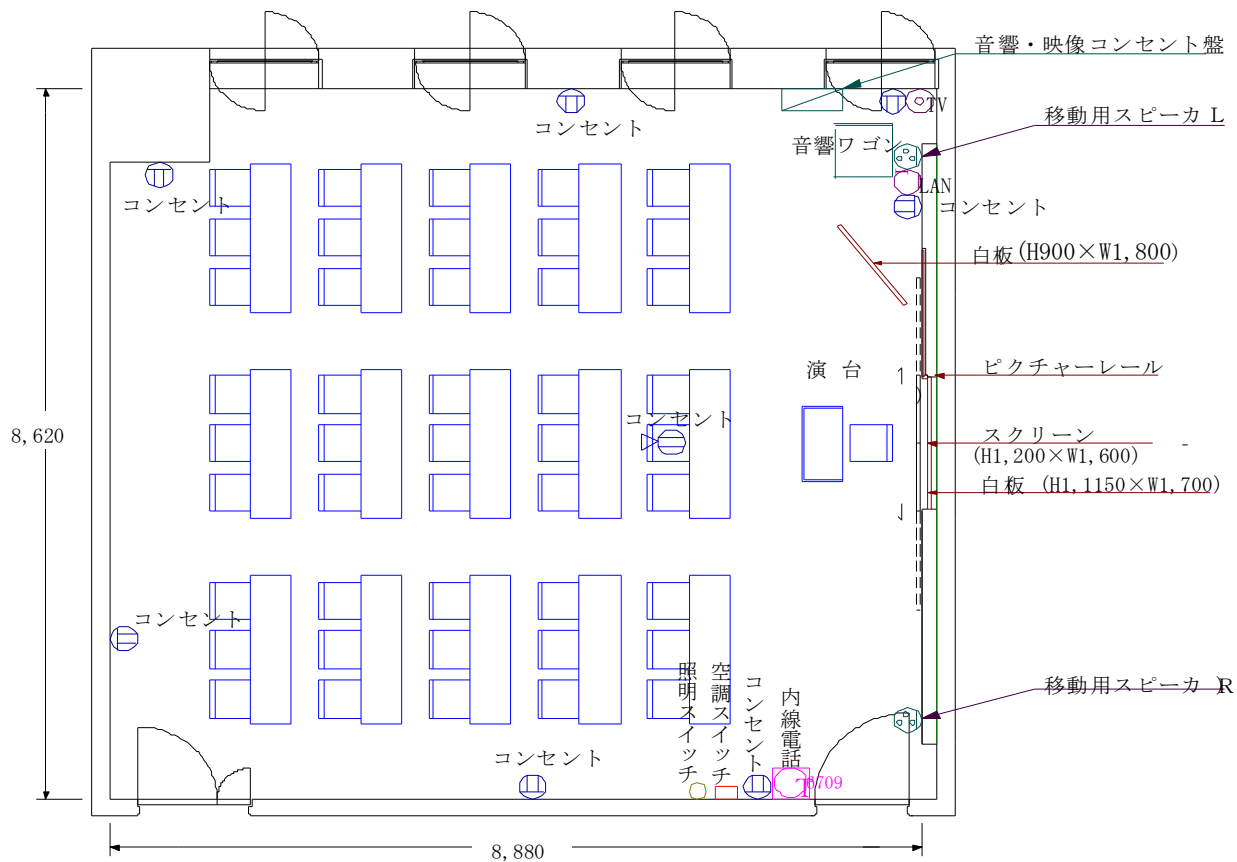 音響・映像コンセント盤
TV
移動用スピーカ L
コンセント
音響ワゴン
LAN
コンセント
コンセント
白板(H900×W1,800)
演 台
ピクチャーレール
コンセント
スクリーン
(H1,200×W1,600)
8,620
白板 (H1,1150×W1,700)
コンセント
照明スイッチ
空調スイッチ
コンセント
内線電話
移動用スピーカ R
コンセント
T6709
8,880